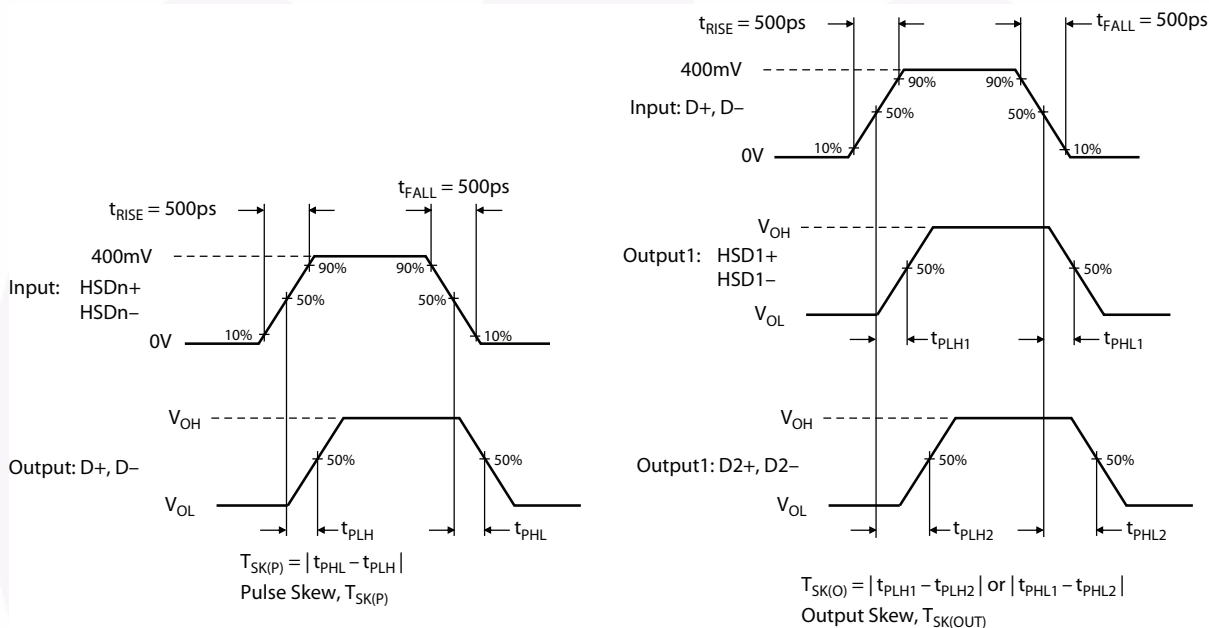 tRISE = 500ps
tFALL = 500ps
400mV
90%
90%
Input: HSDn+
HSDn–
50%
50%
10%
10%
0V
VOH
Output: D+, D–
50%
50%
VOL
tPLH
tPHL
TSK(P) = | tPHL – tPLH |
Pulse Skew, TSK(P)
tRISE = 500ps
tFALL = 500ps
400mV
90%
90%
Input: D+, D–
50%
50%
10%
10%
0V
VOH
Output1: HSD1+
HSD1–
50%
50%
VOL
tPLH1
tPHL1
VOH
Output1: D2+, D2–
50%
50%
VOL
tPLH2
tPHL2
TSK(O) = | tPLH1 – tPLH2 | or | tPHL1 – tPHL2 |
Output Skew, TSK(OUT)